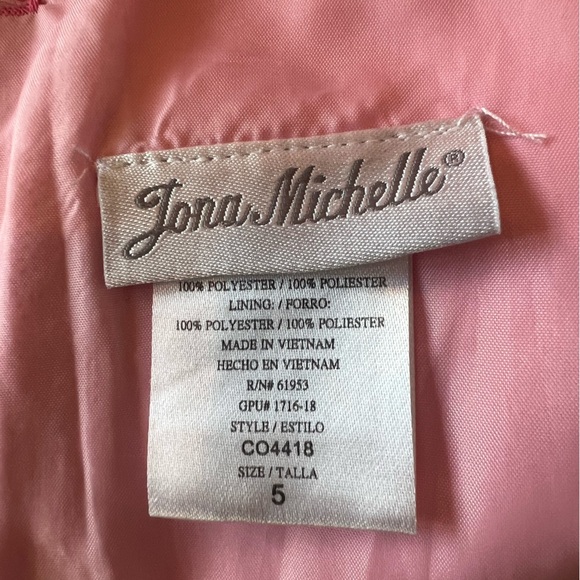 Jona Michelle®
100% POLYESTER / 100% POLIESTER
LINING: / FORRO:
100% POLYESTER / 100% POLIESTER
MADE IN VIETNAM
HECHO EN VIETNAM
R/N# 61953
GPU# 1716-18
STYLE / ESTILO
CO4418
SIZE / TALLA
5